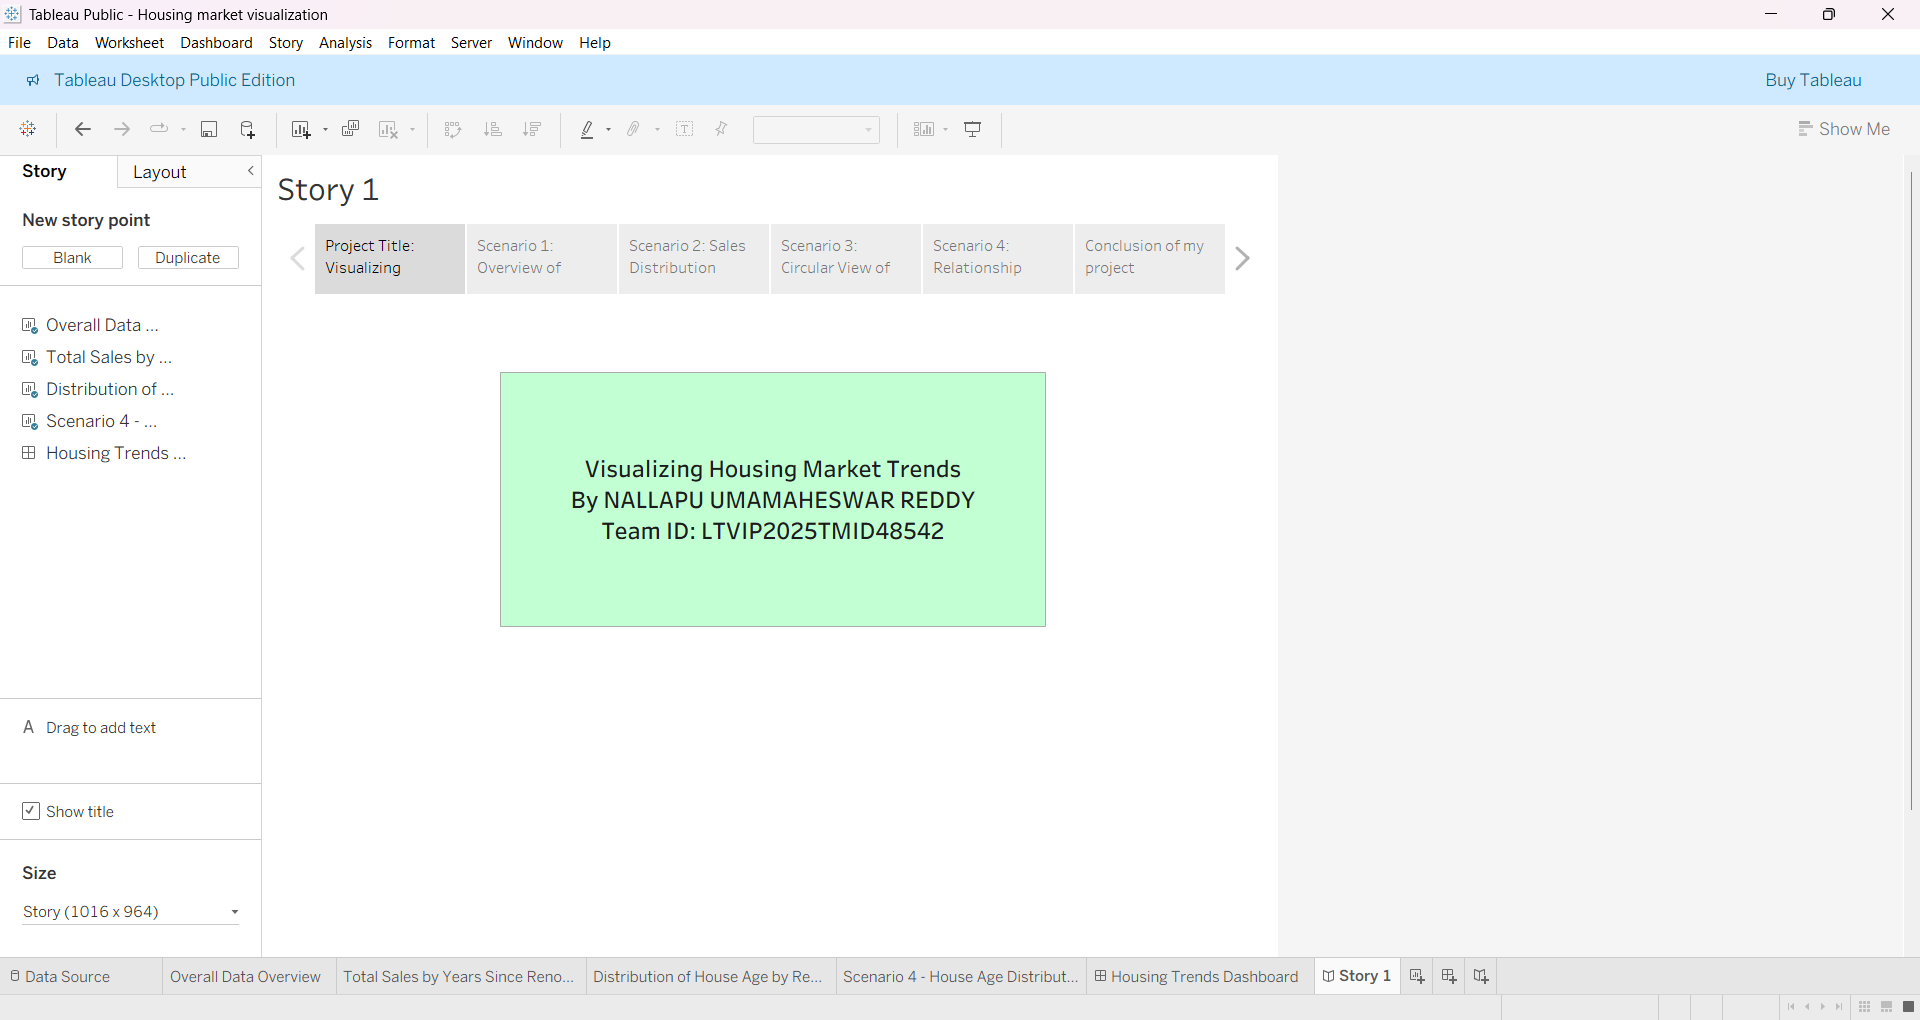 Tableau Public - Housing market visualization
File Data Worksheet Dashboard Story Analysis Format Server Window Help
Tableau Desktop Public Edition
Buy Tableau
Show Me
Story
Layout
New story point
Blank
Duplicate
Overall Data ...
Total Sales by ...
Distribution of ...
Scenario 4 - ...
Housing Trends ...
A Drag to add text
Show title
Size
Story (1016 x 964)
Story 1
Project Title:
Visualizing
Scenario 1:
Overview of
Scenario 2: Sales
Distribution
Scenario 3:
Circular View of
Scenario 4:
Relationship
Conclusion of my
project
Visualizing Housing Market Trends
By NALLAPU UMAMAHESWAR REDDY
Team ID: LTVIP2025TMID48542
Data Source
Overall Data Overview
Total Sales by Years Since Reno...
Distribution of House Age by Re...
Scenario 4 - House Age Distribut...
Housing Trends Dashboard
Story 1